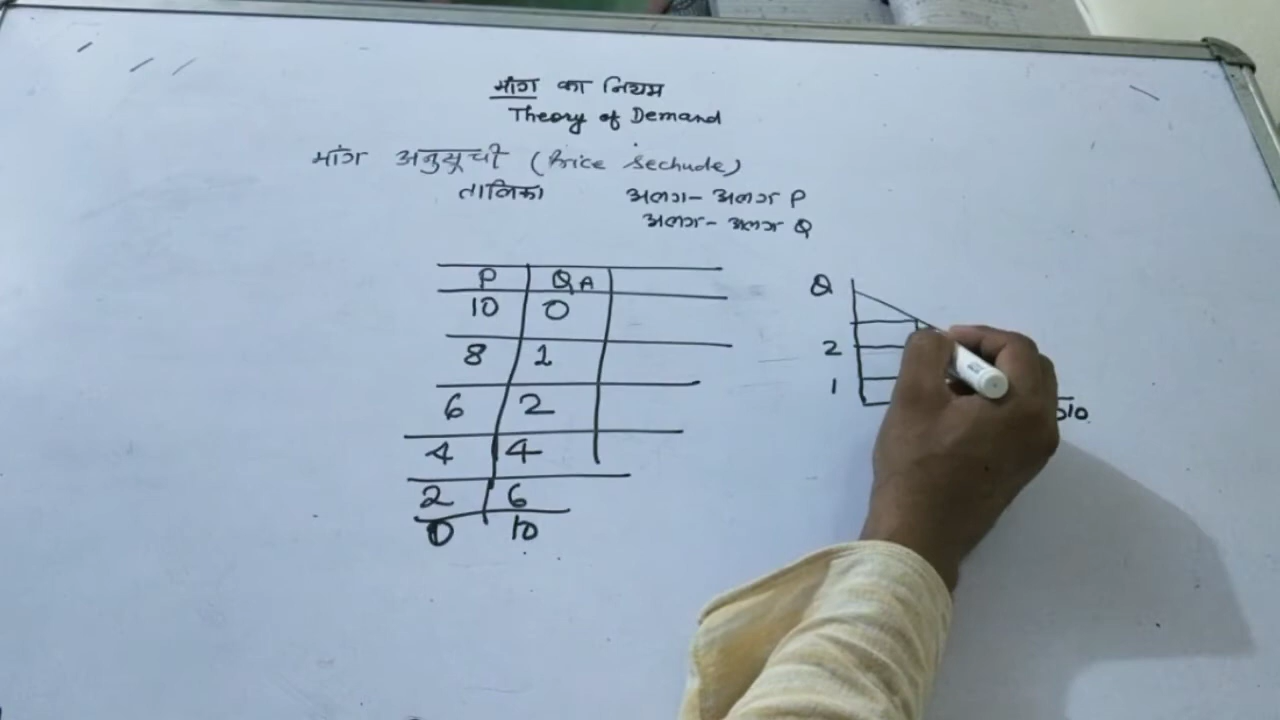 मांग का नियम
Theory of Demand
मांग अनुसूची (Price Sechude)
तालिका अलग- अलग P
अलग- अलग Q
P QA
10 0
8 1
6 2
4 4
2 6
0 10
Q
2
1
10